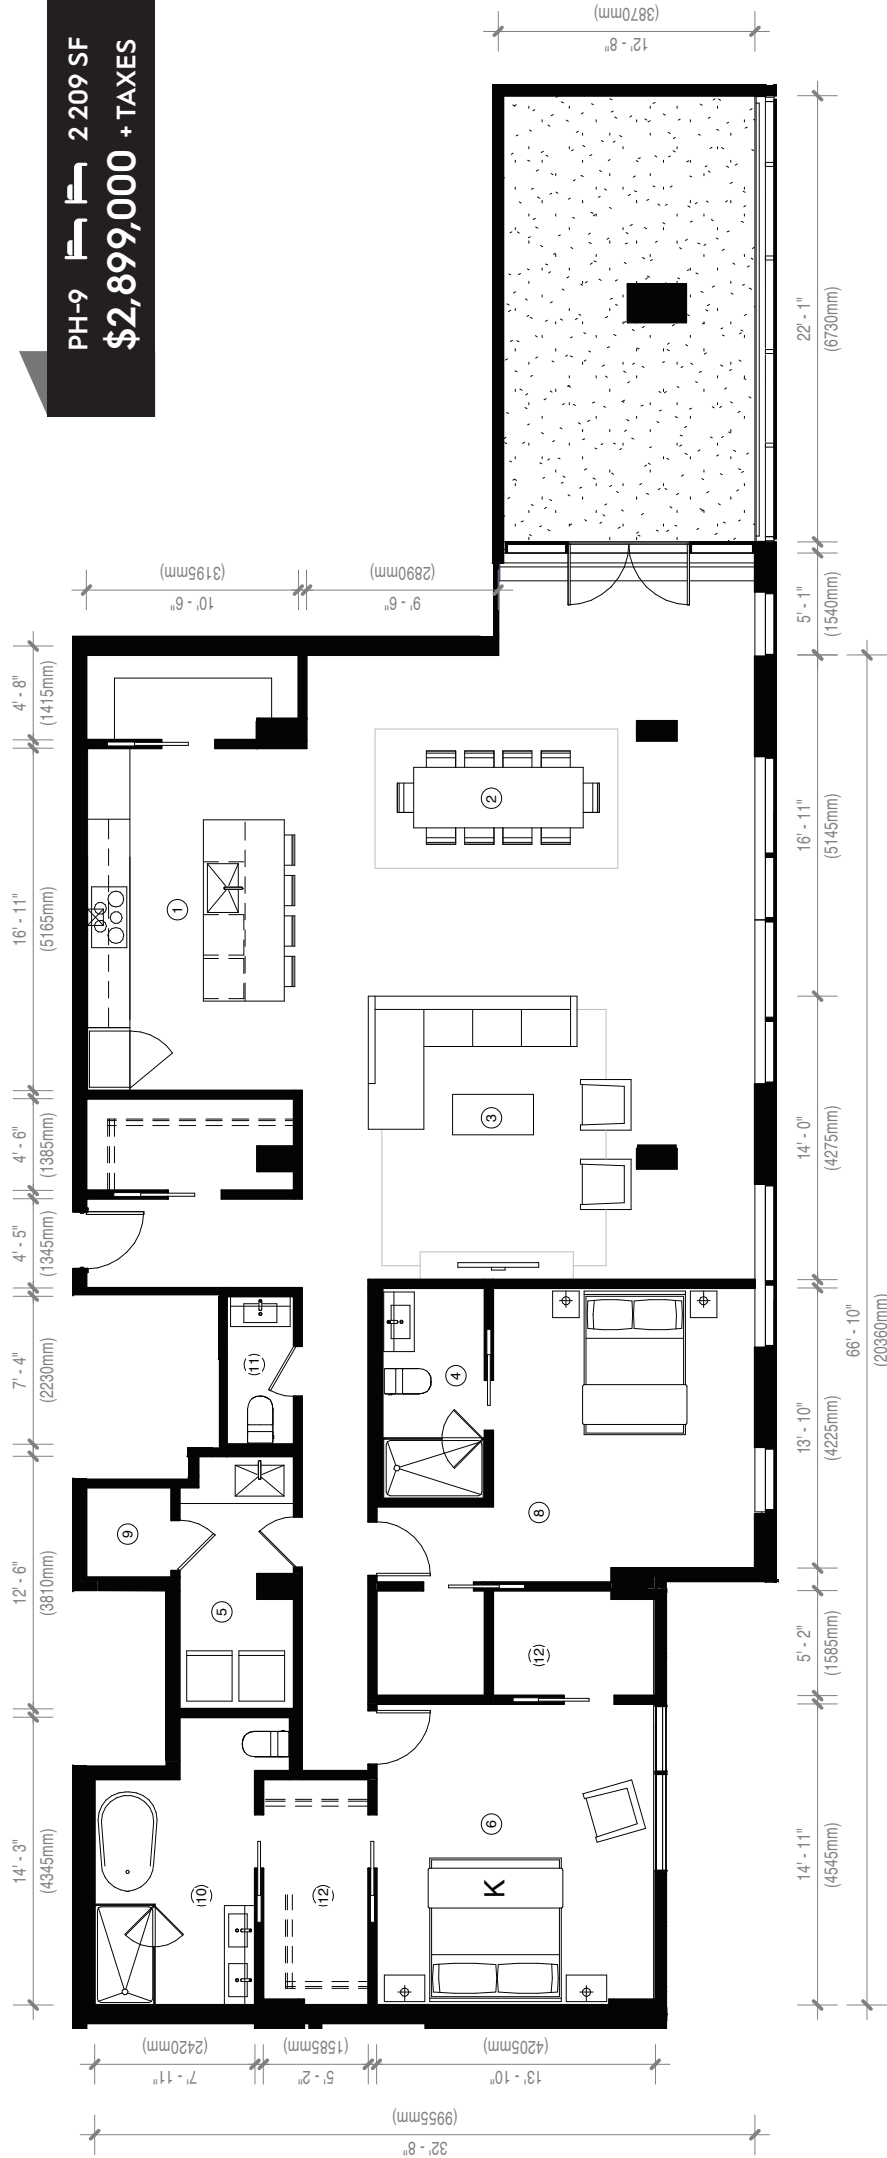 PH-9 2 209 SF
$2,899,000 + TAXES
12' - 8"
(3870mm)
22' - 1"
(6730mm)
10' - 6"
(3195mm)
9' - 6"
(2890mm)
5' - 1"
(1540mm)
4' - 8"
(1415mm)
16' - 11"
(5165mm)
4' - 6"
(1385mm)
4' - 5"
(1345mm)
7' - 4"
(2230mm)
12' - 6"
(3810mm)
14' - 3"
(4345mm)
16' - 11"
(5145mm)
14' - 0"
(4275mm)
13' - 10"
(4225mm)
5' - 2"
(1585mm)
14' - 11"
(4545mm)
66' - 10"
(20360mm)
1
2
3
4
11
9
5
8
12
10
12
6
K
7' - 11"
(2420mm)
5' - 2"
(1585mm)
13' - 10"
(4205mm)
32' - 8"
(9955mm)